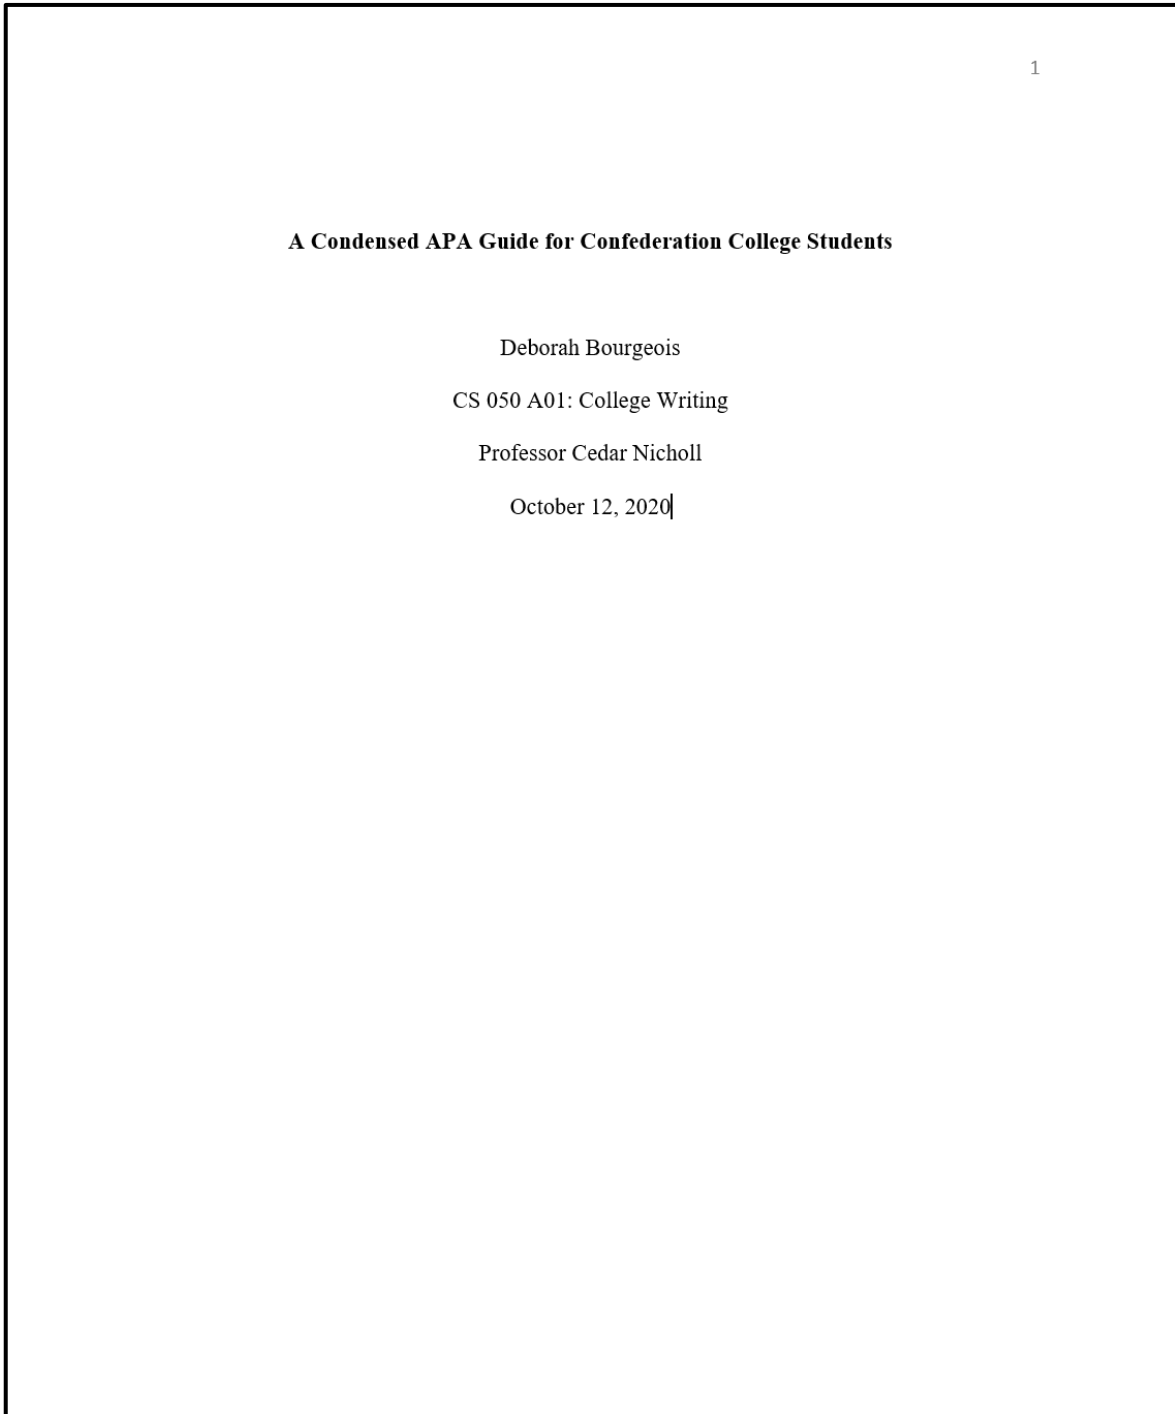 1
A Condensed APA Guide for Confederation College Students
Deborah Bourgeois
CS 050 A01: College Writing
Professor Cedar Nicholl
October 12, 2020